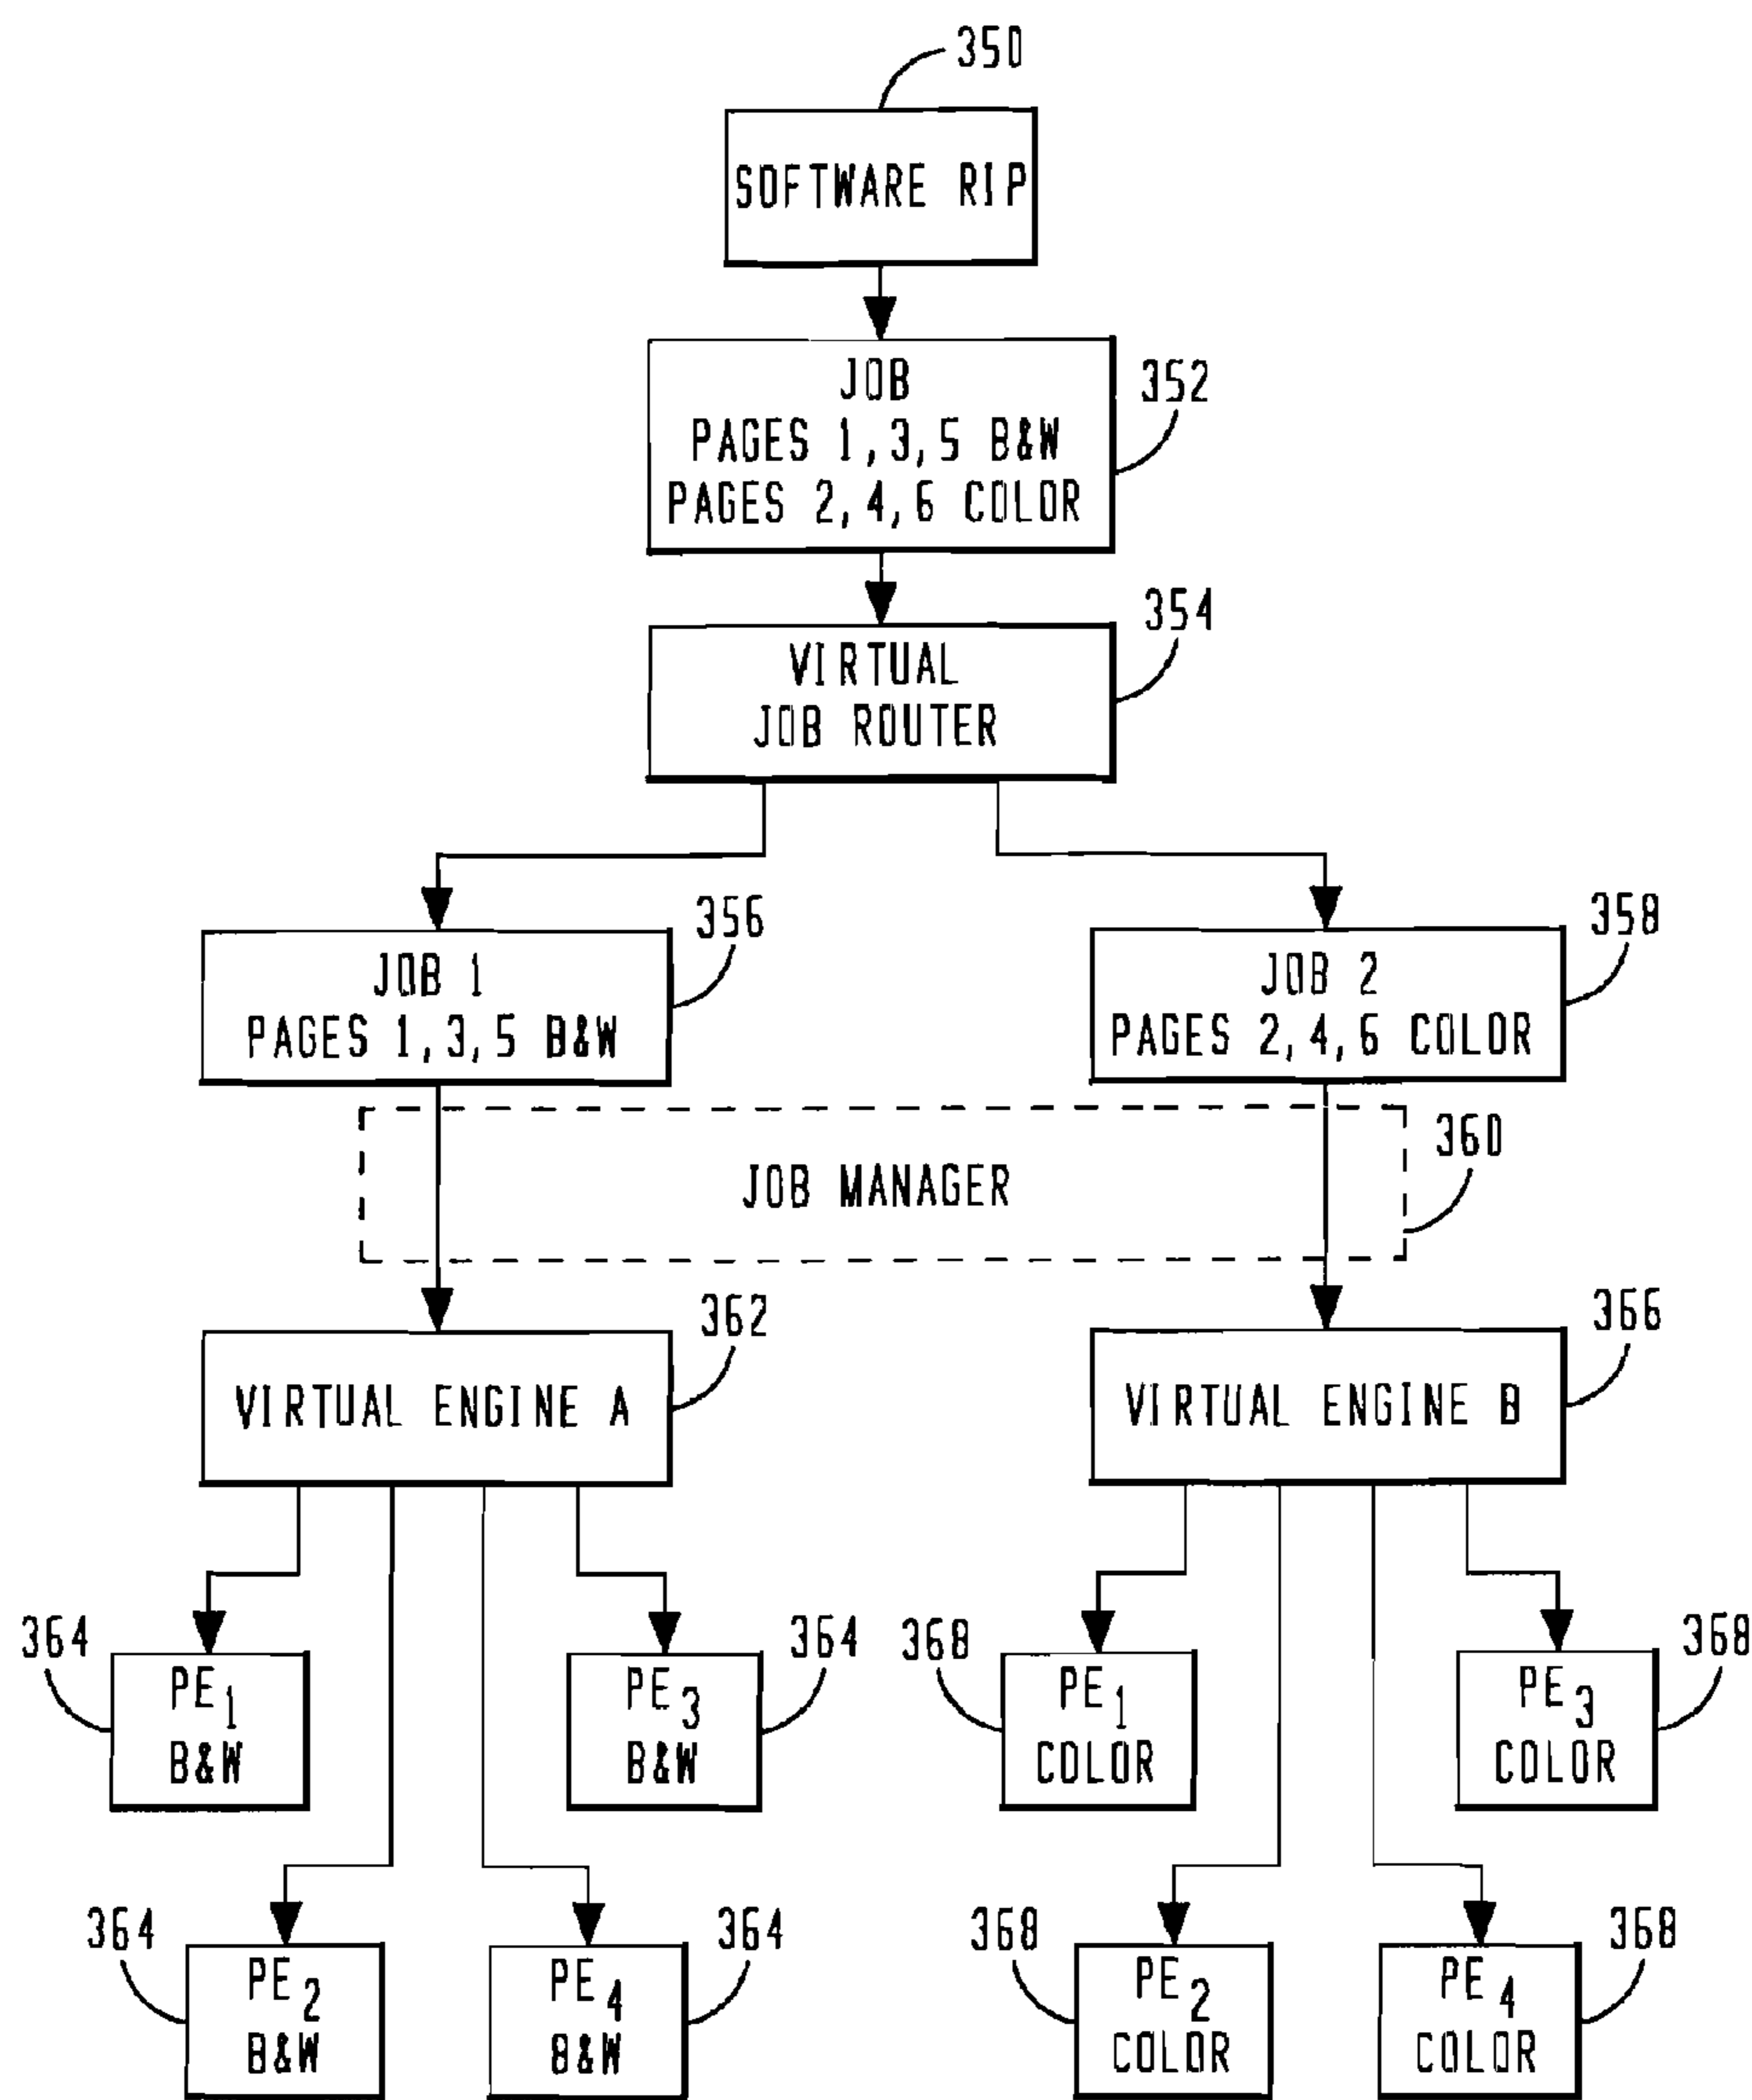 350
SOFTWARE RIP
JOB
PAGES 1,3,5 B&W
PAGES 2,4,6 COLOR
352
VIRTUAL
JOB ROUTER
354
JOB 1
PAGES 1,3,5 B&W
356
JOB 2
PAGES 2,4,6 COLOR
358
JOB MANAGER
360
VIRTUAL ENGINE A
362
VIRTUAL ENGINE B
366
364
PE1
B&W
PE3
B&W
364
368
PE1
COLOR
PE3
COLOR
368
364
PE2
B&W
PE4
B&W
364
368
PE2
COLOR
PE4
COLOR
368